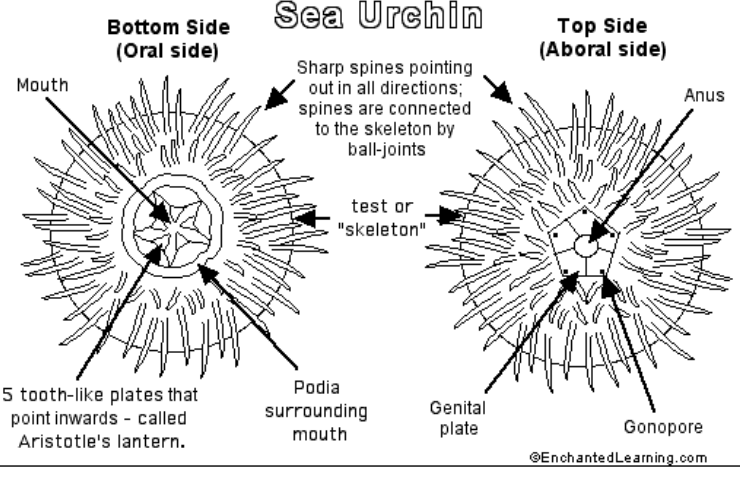 Sea Urchin
Bottom Side
(Oral side)
Top Side
(Aboral side)
Mouth
Sharp spines pointing
out in all directions;
spines are connected
to the skeleton by
ball-joints
Anus
test or
"skeleton"
5 tooth-like plates that
point inwards - called
Aristotle's lantern.
Podia
surrounding
mouth
Genital
plate
Gonopore
©EnchantedLearning.com